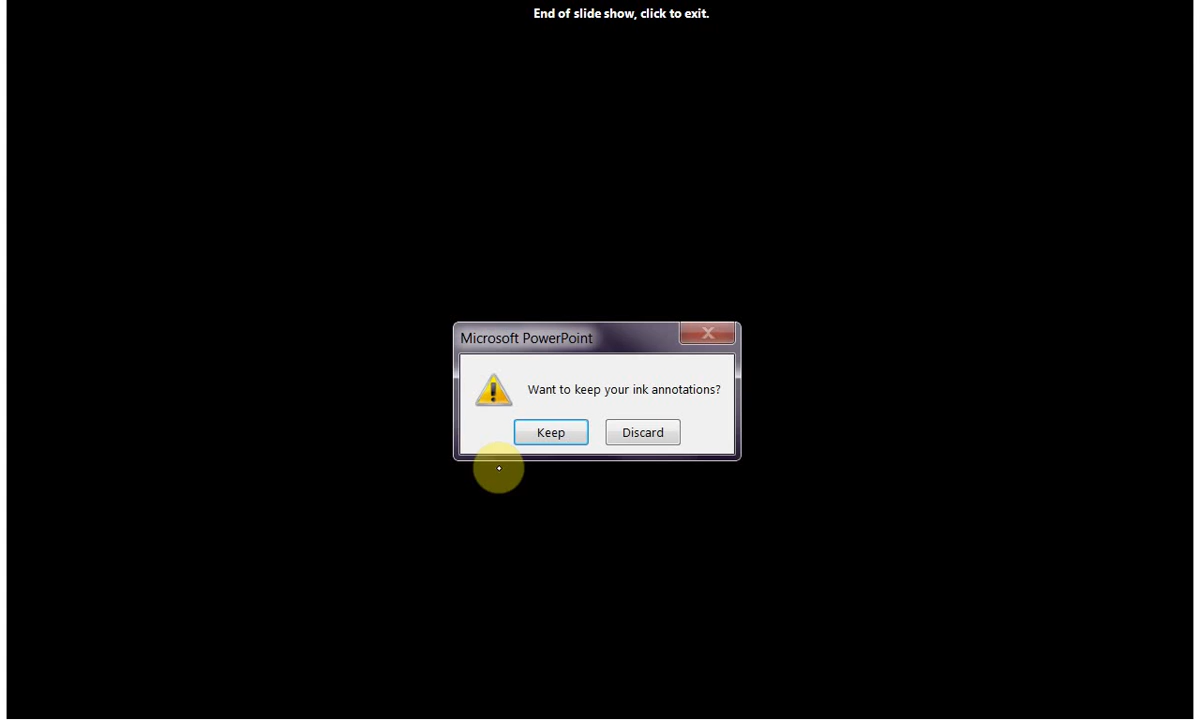 End of slide show, click to exit.
Microsoft PowerPoint
Want to keep your ink annotations?
Keep
Discard